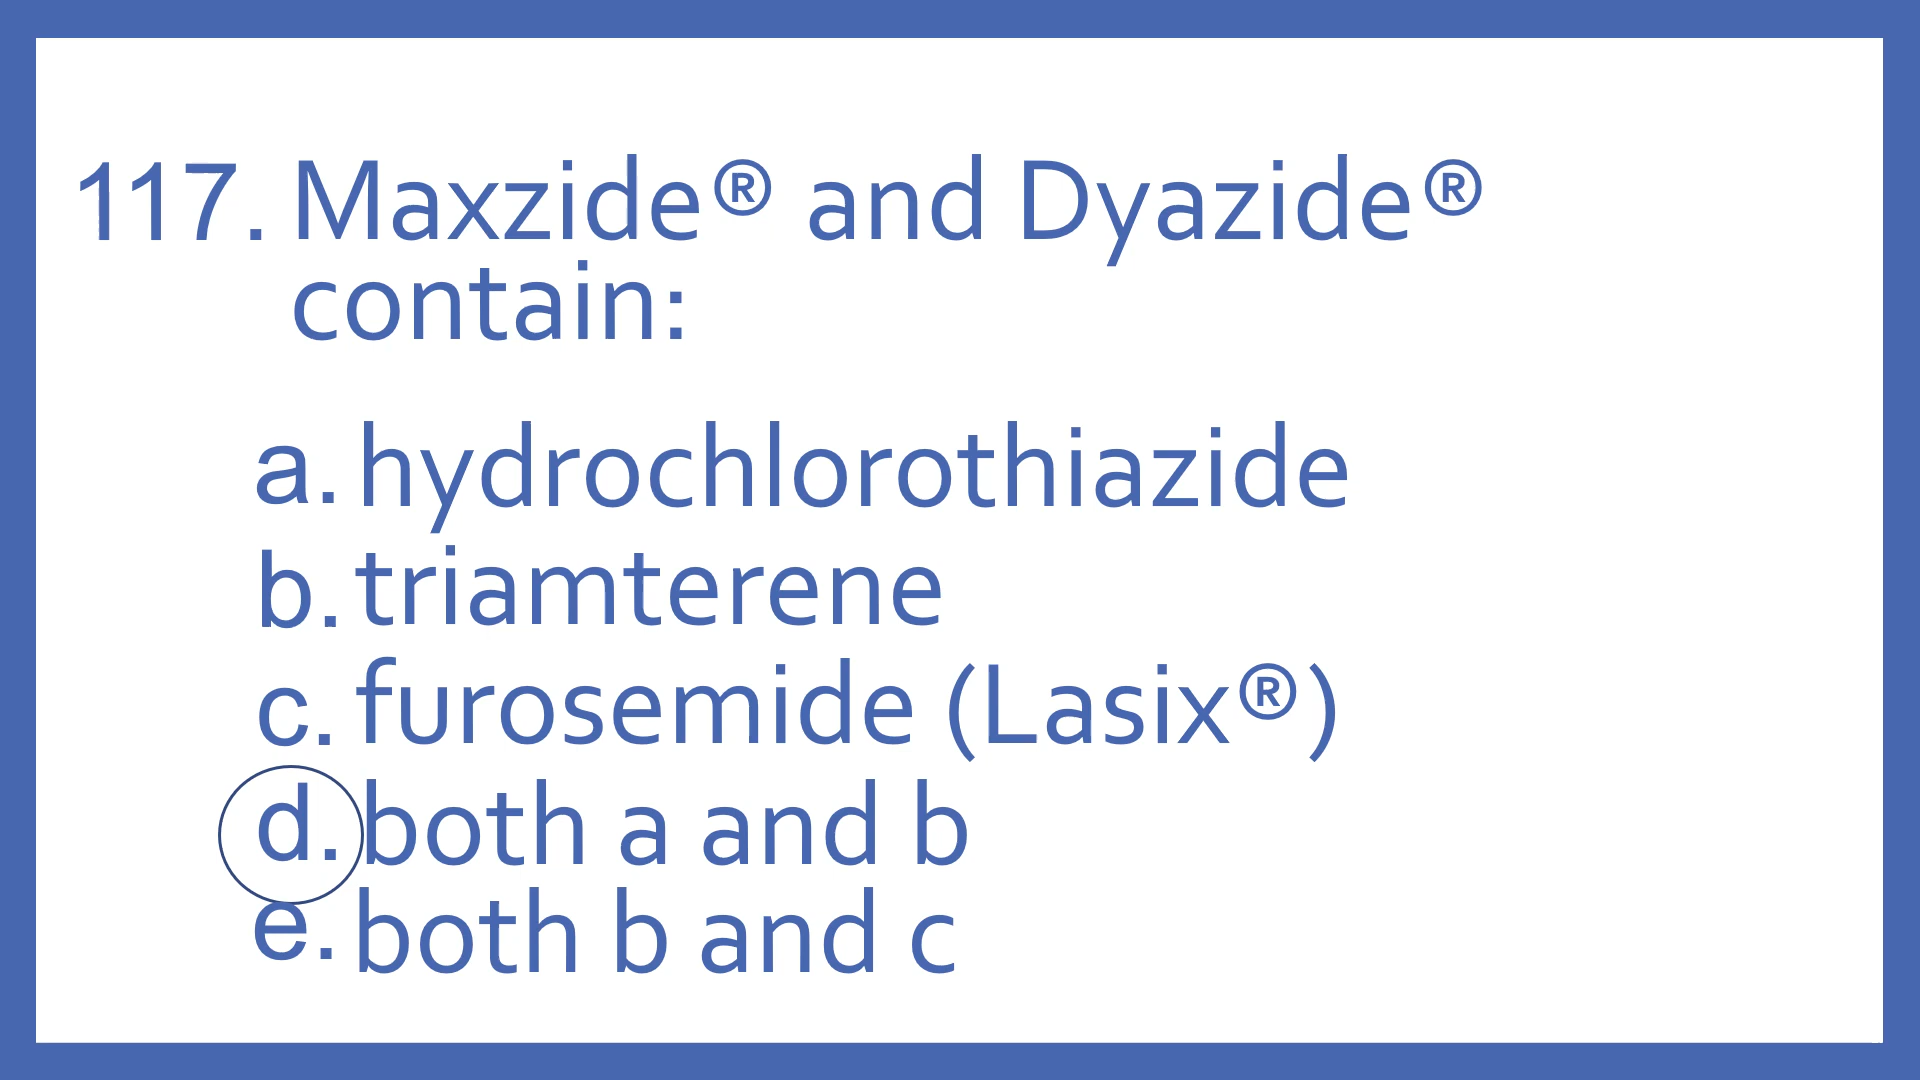 117. Maxzide® and Dyazide®
contain:
a. hydrochlorothiazide
b. triamterene
c. furosemide (Lasix®)
d. both a and b
e. both b and c